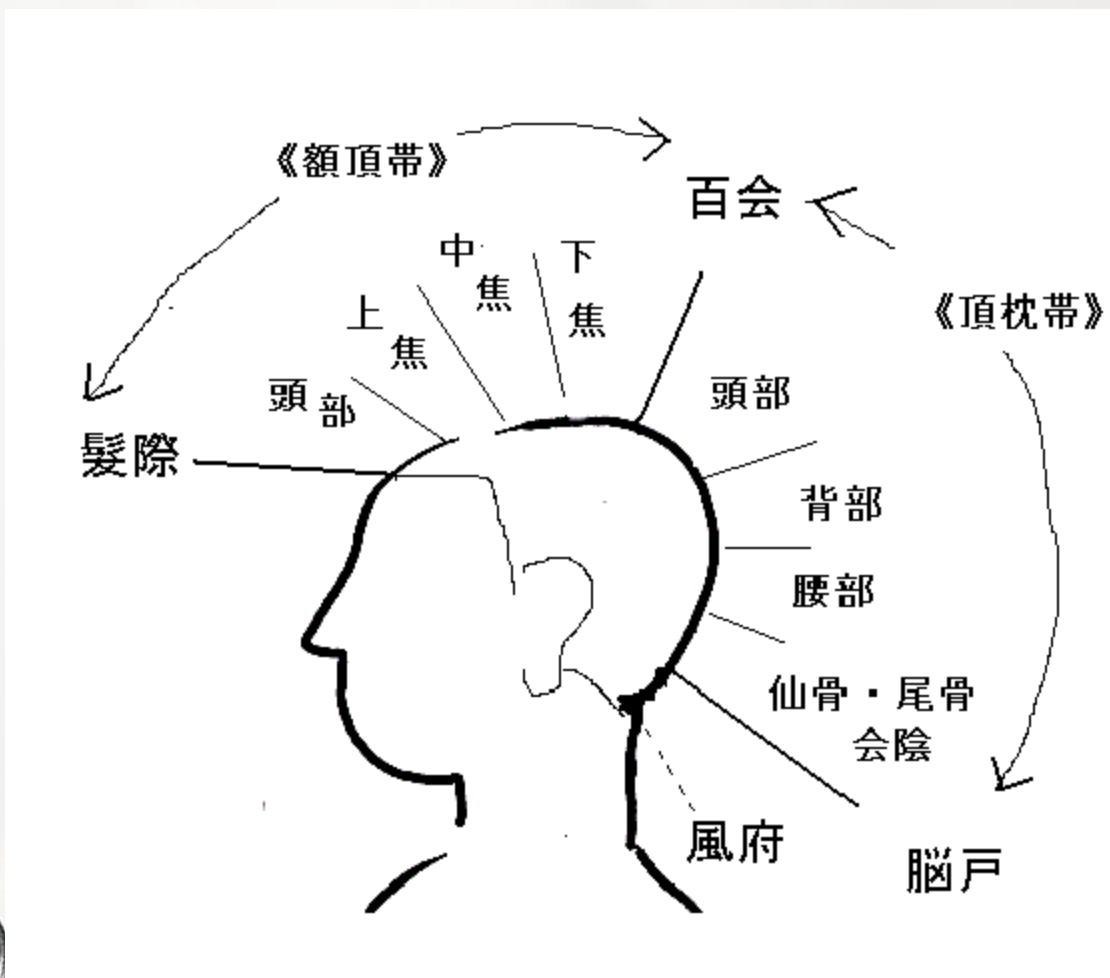 《額頂帯》
百会
中焦
下焦
上焦
《頂枕帯》
頭部
頭部
髮際
背部
腰部
仙骨・尾骨
会陰
風府
脳戸